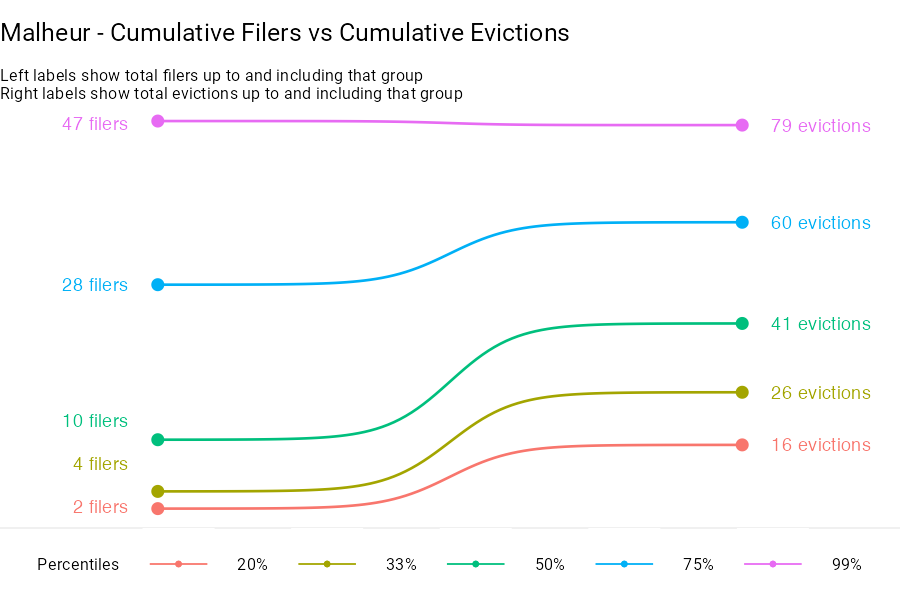 Malheur - Cumulative Filers vs Cumulative Evictions
Left labels show total filers up to and including that group
Right labels show total evictions up to and including that group
47 filers
79 evictions
60 evictions
28 filers
41 evictions
26 evictions
10 filers
16 evictions
4 filers
2 filers
Percentiles 20% 33% 50% 75% 99%